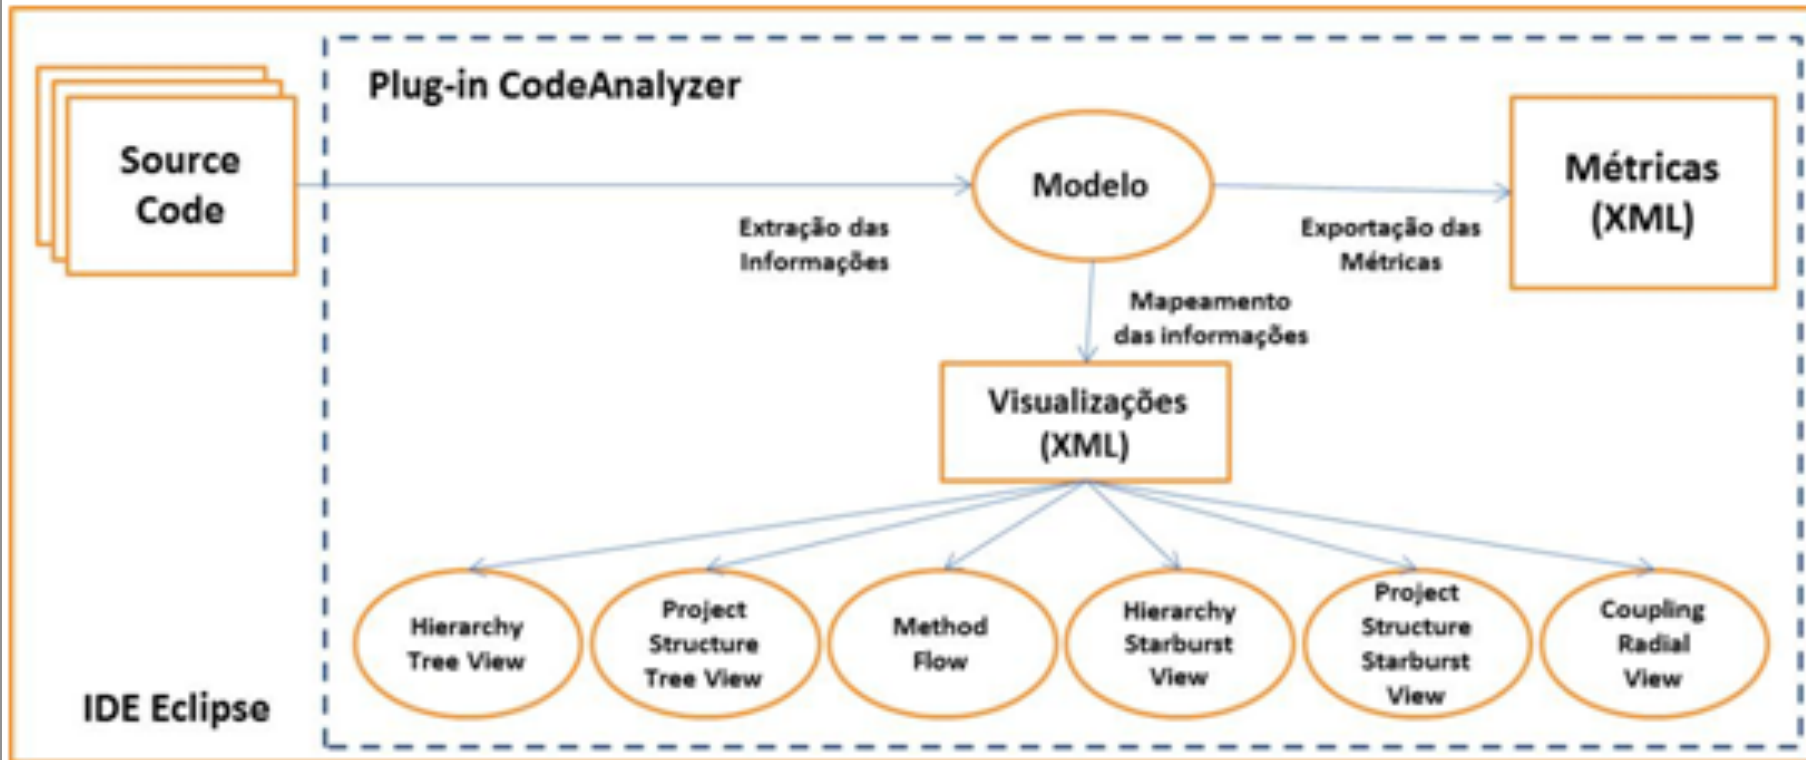 Plug-in CodeAnalyzer
Source
Code
Modelo
Métricas
(XML)
Extração das
Informações
Exportação das
Métricas
Mapeamento
das informações
Visualizações
(XML)
Hierarchy
Tree View
Project
Structure
Tree View
Method
Flow
Hierarchy
Starburst
View
Project
Structure
Starburst
View
Coupling
Radial
View
IDE Eclipse